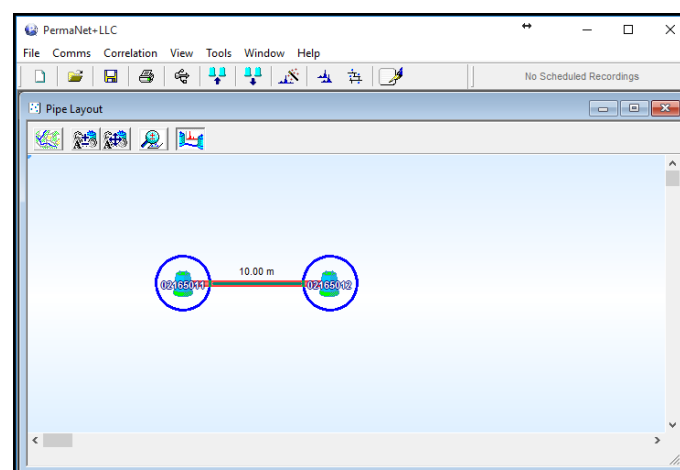 PermaNet+LLC
File Comms Correlation View Tools Window Help
No Scheduled Recordings
Pipe Layout
10.00 m
02165011
02165012